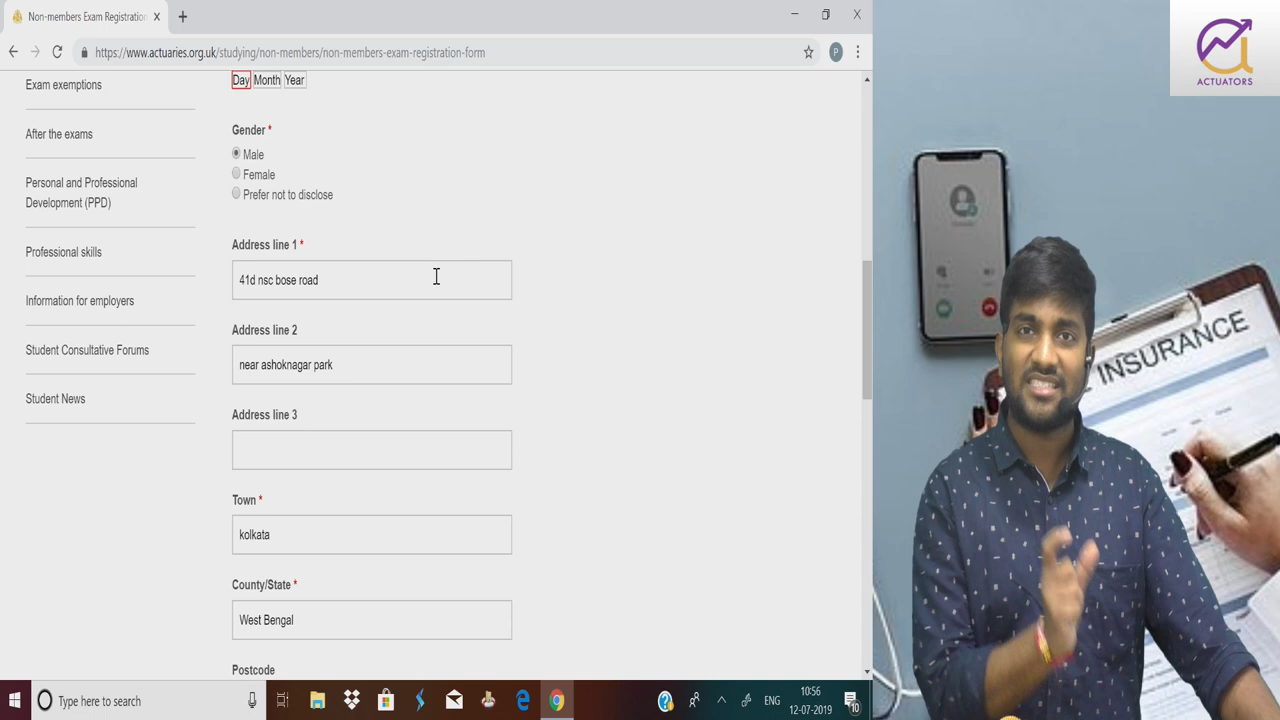 Non-members Exam Registration
https://www.actuaries.org.uk/studying/non-members/non-members-exam-registration-form
P
ACTUATORS
Exam exemptions
After the exams
Personal and Professional
Development (PPD)
Professional skills
Information for employers
Student Consultative Forums
Student News
Day Month Year
Gender *
Male
Female
Prefer not to disclose
Address line 1 *
41d nsc bose road
Address line 2
near ashoknagar park
Address line 3
Town *
kolkata
County/State *
West Bengal
Postcode
INSURANCE
Type here to search
ENG
10:56
12-07-2019
10